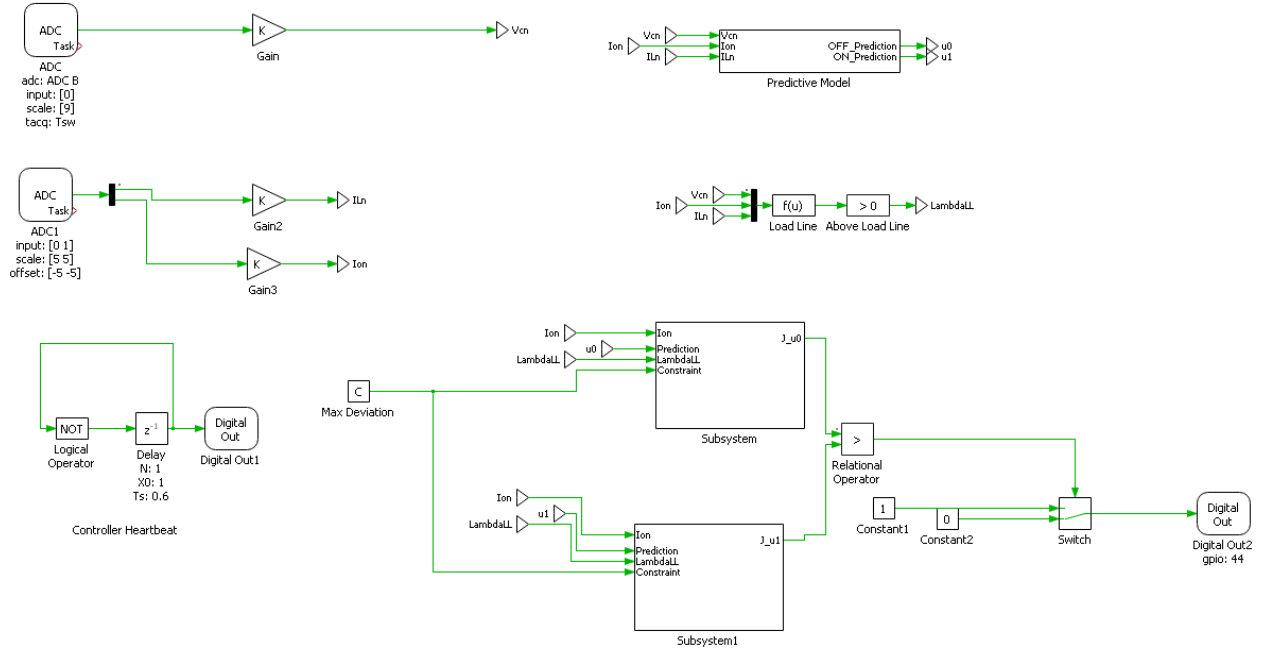 ADC
Task
ADC
adc: ADC B
input: [0]
scale: [9]
tacq: Tsw
K
Gain
Vcn
Ion
Vcn
ILn
Vcn
Ion
ILn
OFF_Prediction
ON_Prediction
u0
u1
Predictive Model
ADC
Task
ADC1
input: [0 1]
scale: [5 5]
offset: [-5 -5]
K
Gain2
ILn
K
Gain3
Ion
Vcn
Ion
ILn
f(u)
Load Line
> 0
Above Load Line
LambdaLL
NOT
Logical
Operator
z-1
Delay
N: 1
X0: 1
Ts: 0.6
Digital
Out
Digital Out1
Controller Heartbeat
C
Max Deviation
Ion
u0
LambdaLL
Ion
Prediction
LambdaLL
Constraint
J_u0
Subsystem
Ion
u1
LambdaLL
Ion
Prediction
LambdaLL
Constraint
J_u1
Subsystem1
>
Relational
Operator
1
Constant1
0
Constant2
Switch
Digital
Out
Digital Out2
gpio: 44